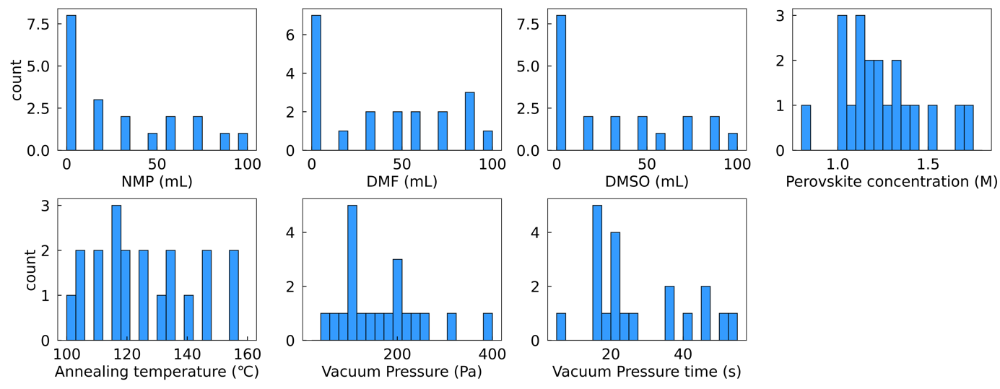 count
7.5
5.0
2.5
0.0
0 50 100
NMP (mL)
6
4
2
0
0 50 100
DMF (mL)
7.5
5.0
2.5
0.0
0 50 100
DMSO (mL)
3
2
1
0
1.0 1.5
Perovskite concentration (M)
count
3
2
1
0
100 120 140 160
Annealing temperature (℃)
4
2
0
200 400
Vacuum Pressure (Pa)
4
2
0
20 40
Vacuum Pressure time (s)